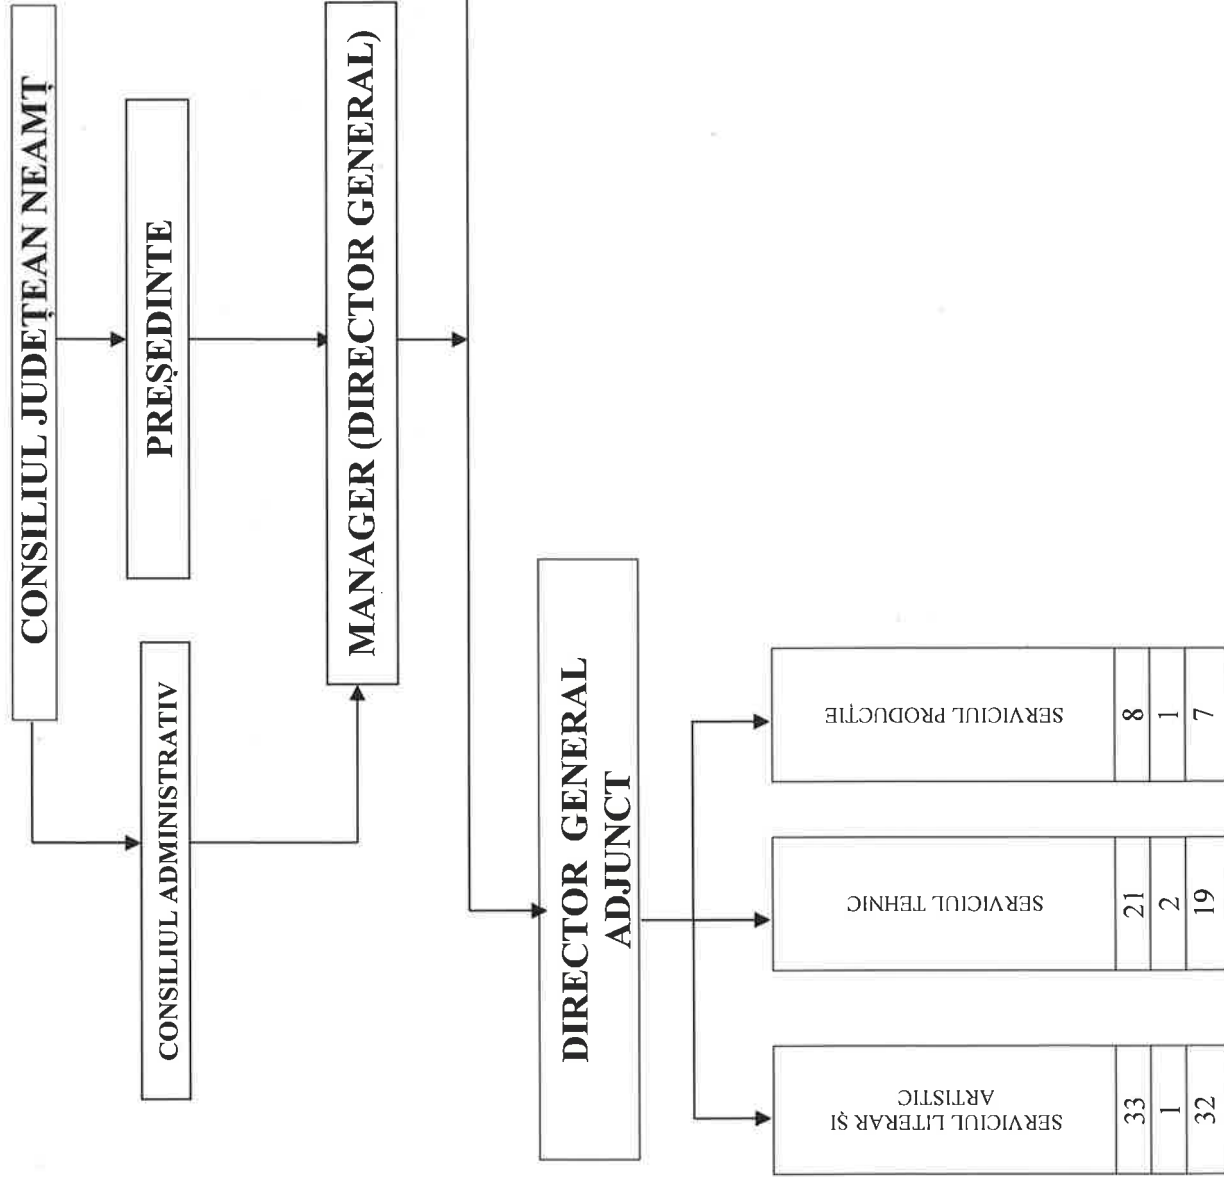 CONSILIUL JUDEȚEAN NEAMȚ
PREȘEDINTE
CONSILIUL ADMINISTRATIV
MANAGER (DIRECTOR GENERAL)
DIRECTOR GENERAL
ADJUNCT
SERVICIUL LITERAR ȘI
ARTISTIC
33
1
32
SERVICIUL TEHNIC
21
2
19
SERVICIUL PRODUCȚIE
8
1
7